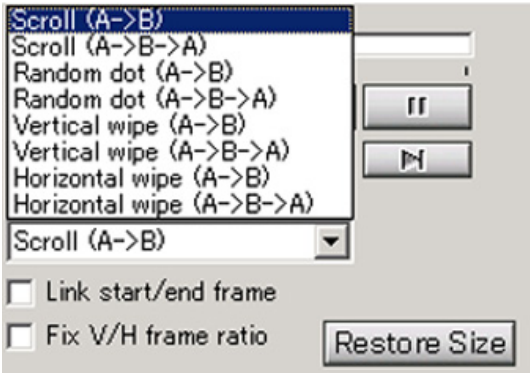 Scroll (A->B)
Scroll (A->B->A)
Random dot (A->B)
Random dot (A->B->A)
Vertical wipe (A->B)
Vertical wipe (A->B->A)
Horizontal wipe (A->B)
Horizontal wipe (A->B->A)
Scroll (A->B)
Link start/end frame
Fix V/H frame ratio
Restore Size